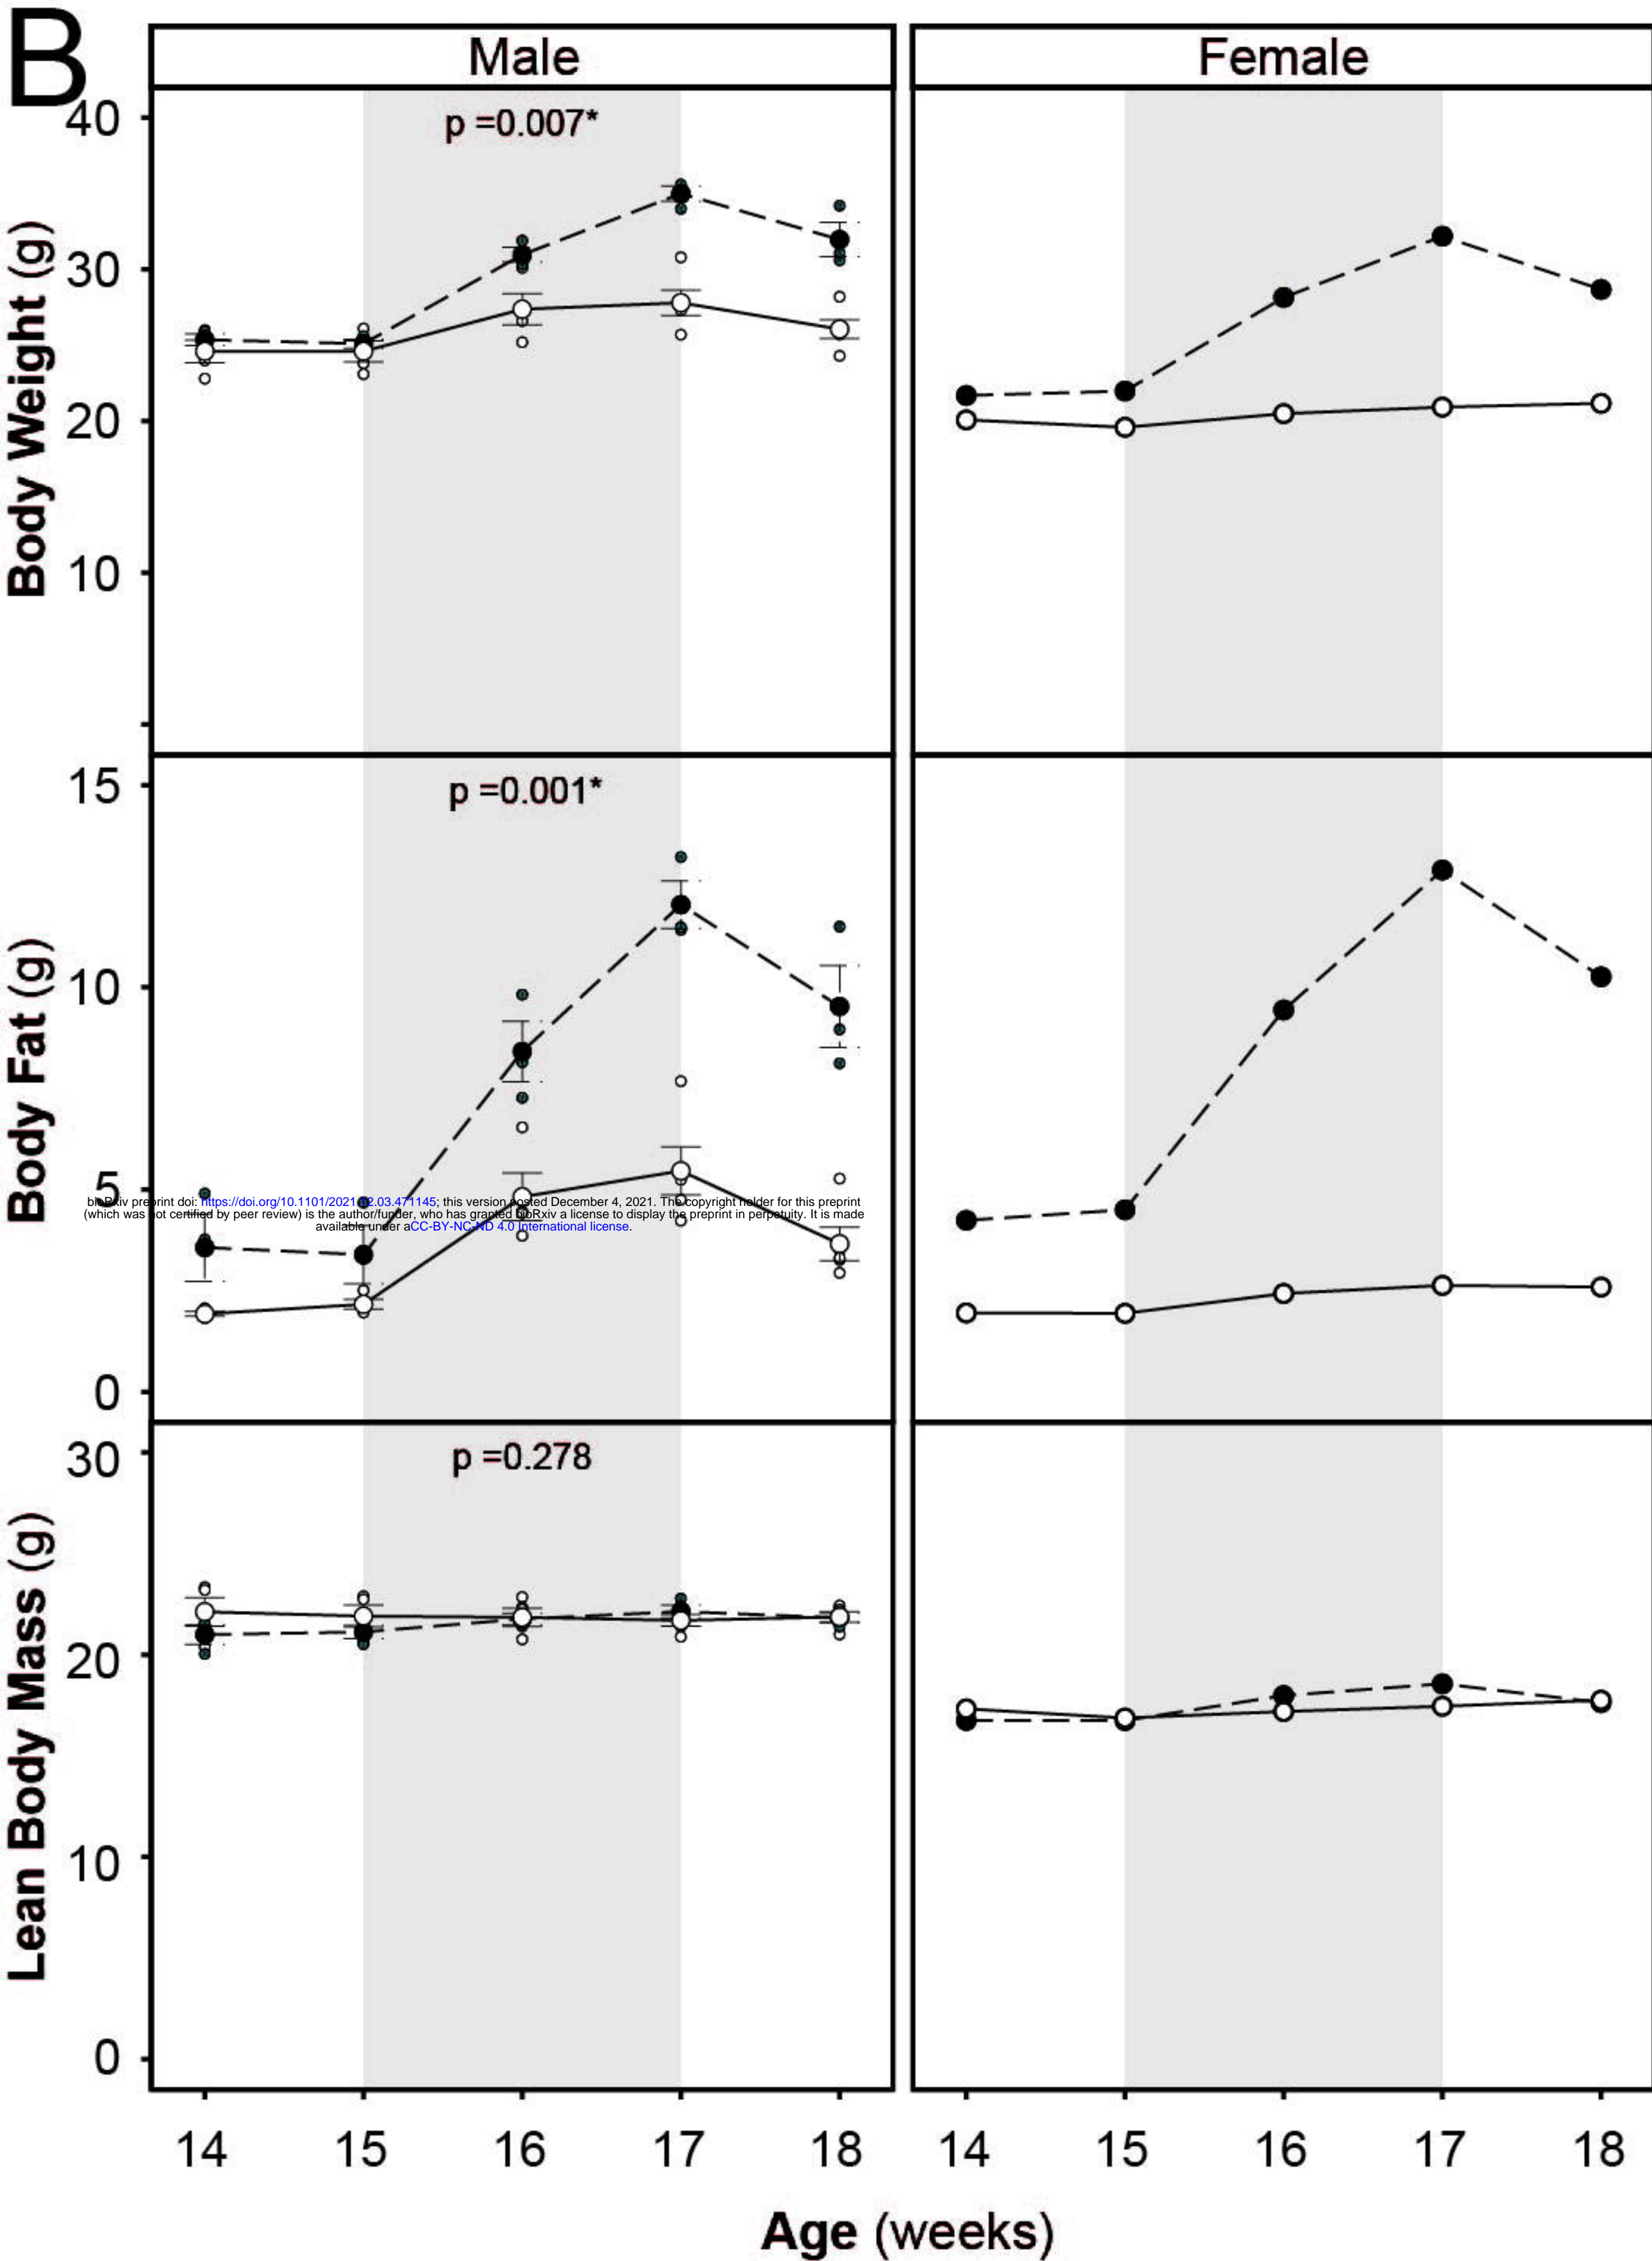 B
Male
Female
40
p =0.007*
30
20
10
Body Weight (g)
15
p =0.001*
10
5
0
Body Fat (g)
bioRxiv preprint doi: https://doi.org/10.1101/2021.12.03.471145; this version posted December 4, 2021. The copyright holder for this preprint
(which was not certified by peer review) is the author/funder, who has granted bioRxiv a license to display the preprint in perpetuity. It is made
available under aCC-BY-NC-ND 4.0 International license.
30
p =0.278
20
10
0
Lean Body Mass (g)
14 15 16 17 18 14 15 16 17 18
Age (weeks)